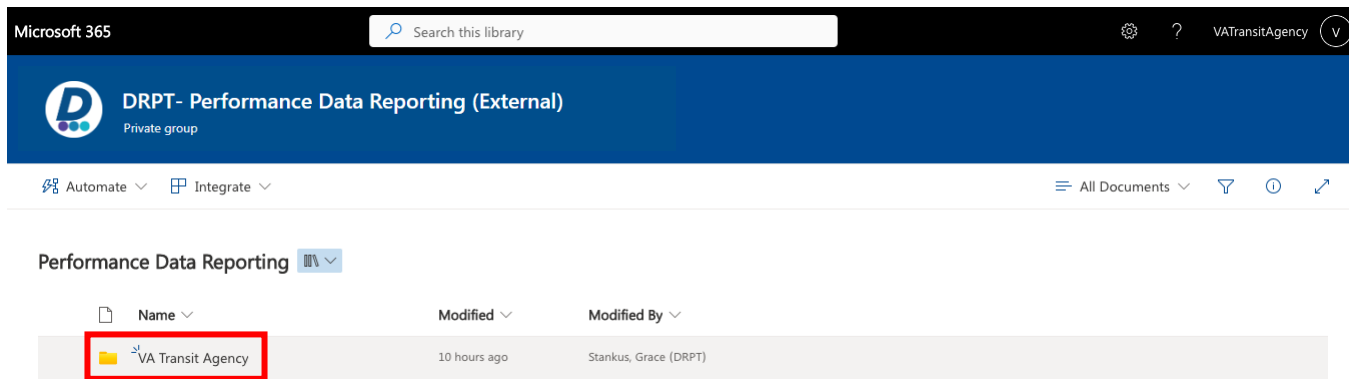 Microsoft 365 Search this library ? VATransitAgency V
DRPT- Performance Data Reporting (External)
Private group
Automate Integrate All Documents
Performance Data Reporting
Name Modified Modified By
VA Transit Agency 10 hours ago Stankus, Grace (DRPT)